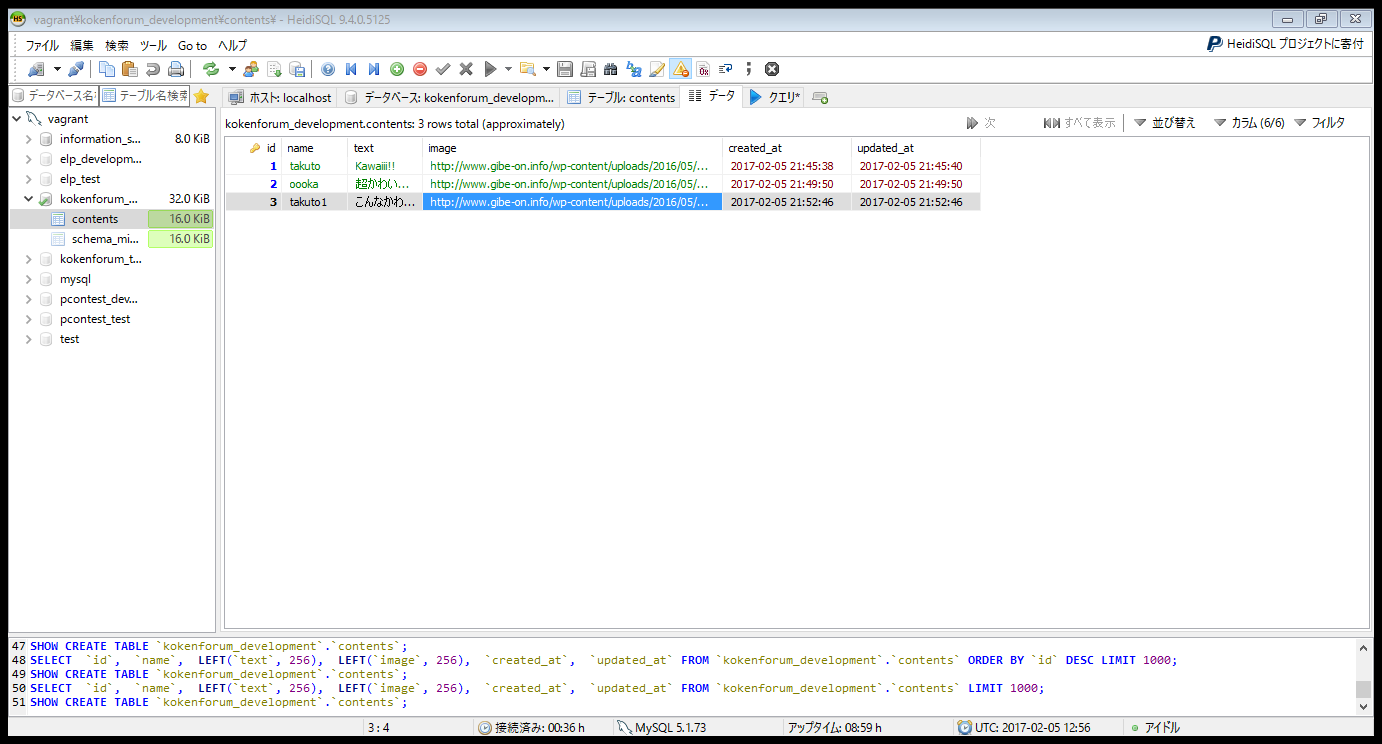 vagrant¥kokenforum_development¥contents¥ - HeidiSQL 9.4.0.5125
ファイル 編集 検索 ツール Go to ヘルプ HeidiSQL プロジェクトに寄付
データベース名 テーブル名検索 ホスト: localhost データベース: kokenforum_developm... テーブル: contents データ クエリ*
kokenforum_development.contents: 3 rows total (approximately) 次 すべて表示 並び替え カラム (6/6) フィルタ
vagrant
information_s... 8.0 KiB
elp_developm...
elp_test
kokenforum_... 32.0 KiB
contents 16.0 KiB
schema_mi... 16.0 KiB
kokenforum_t...
mysql
pcontest_dev...
pcontest_test
test
id name text image created_at updated_at
1 takuto Kawaiii!! http://www.gibe-on.info/wp-content/uploads/2016/05/... 2017-02-05 21:45:38 2017-02-05 21:45:40
2 oooka 超かわい... http://www.gibe-on.info/wp-content/uploads/2016/05/... 2017-02-05 21:49:50 2017-02-05 21:49:50
3 takuto1 こんなかわ... http://www.gibe-on.info/wp-content/uploads/2016/05/... 2017-02-05 21:52:46 2017-02-05 21:52:46
47 SHOW CREATE TABLE `kokenforum_development`.`contents`;
48 SELECT `id`, `name`, LEFT(`text`, 256), LEFT(`image`, 256), `created_at`, `updated_at` FROM `kokenforum_development`.`contents` ORDER BY `id` DESC LIMIT 1000;
49 SHOW CREATE TABLE `kokenforum_development`.`contents`;
50 SELECT `id`, `name`, LEFT(`text`, 256), LEFT(`image`, 256), `created_at`, `updated_at` FROM `kokenforum_development`.`contents` LIMIT 1000;
51 SHOW CREATE TABLE `kokenforum_development`.`contents`;
3 : 4 接続済み: 00:36 h MySQL 5.1.73 アップタイム: 08:59 h UTC: 2017-02-05 12:56 アイドル